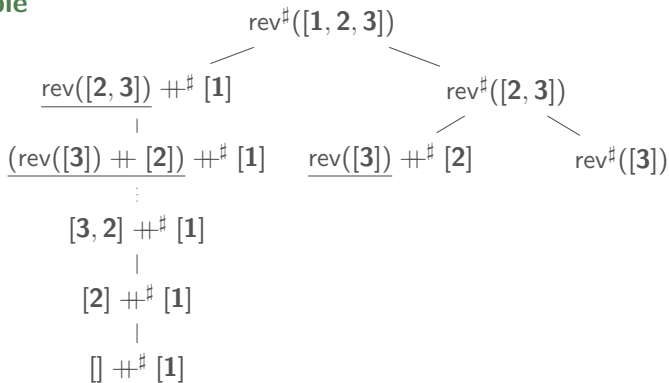 rev♯([1, 2, 3])
rev([2, 3]) ++♯ [1]
rev♯([2, 3])
(rev([3]) ++ [2]) ++♯ [1]
rev([3]) ++♯ [2]
rev♯([3])
⋮
[3, 2] ++♯ [1]
[2] ++♯ [1]
[] ++♯ [1]